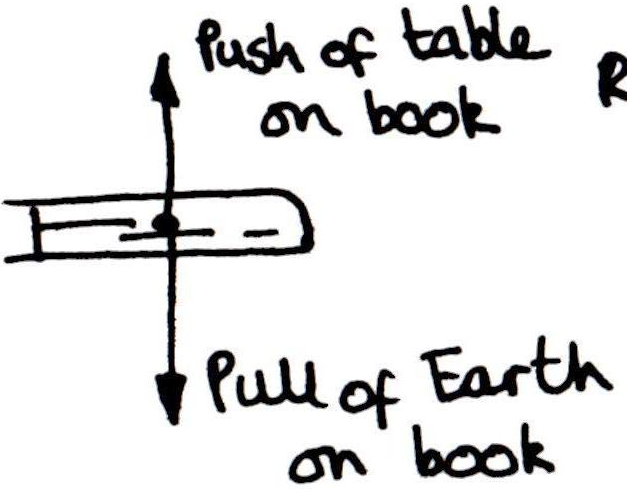 Push of table
on book
R
Pull of Earth
on book